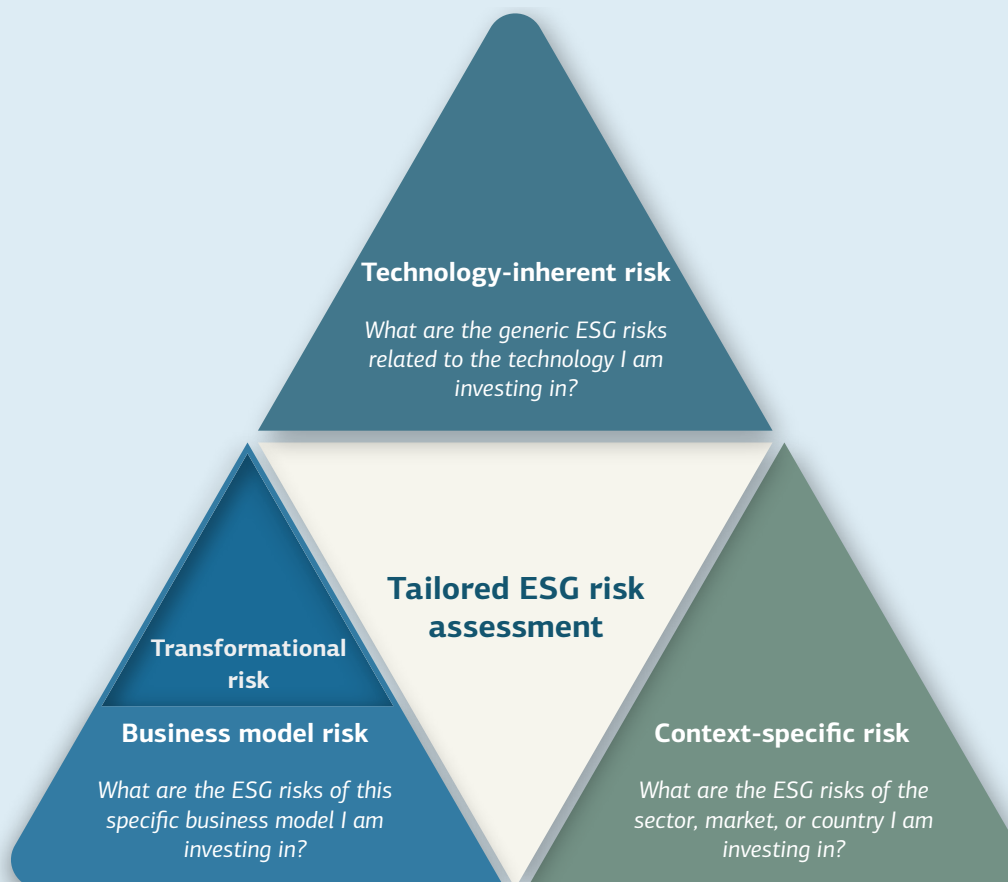 Technology-inherent risk
What are the generic ESG risks
related to the technology I am
investing in?
Tailored ESG risk
assessment
Transformational
risk
Business model risk
What are the ESG risks of this
specific business model I am
investing in?
Context-specific risk
What are the ESG risks of the
sector, market, or country I am
investing in?